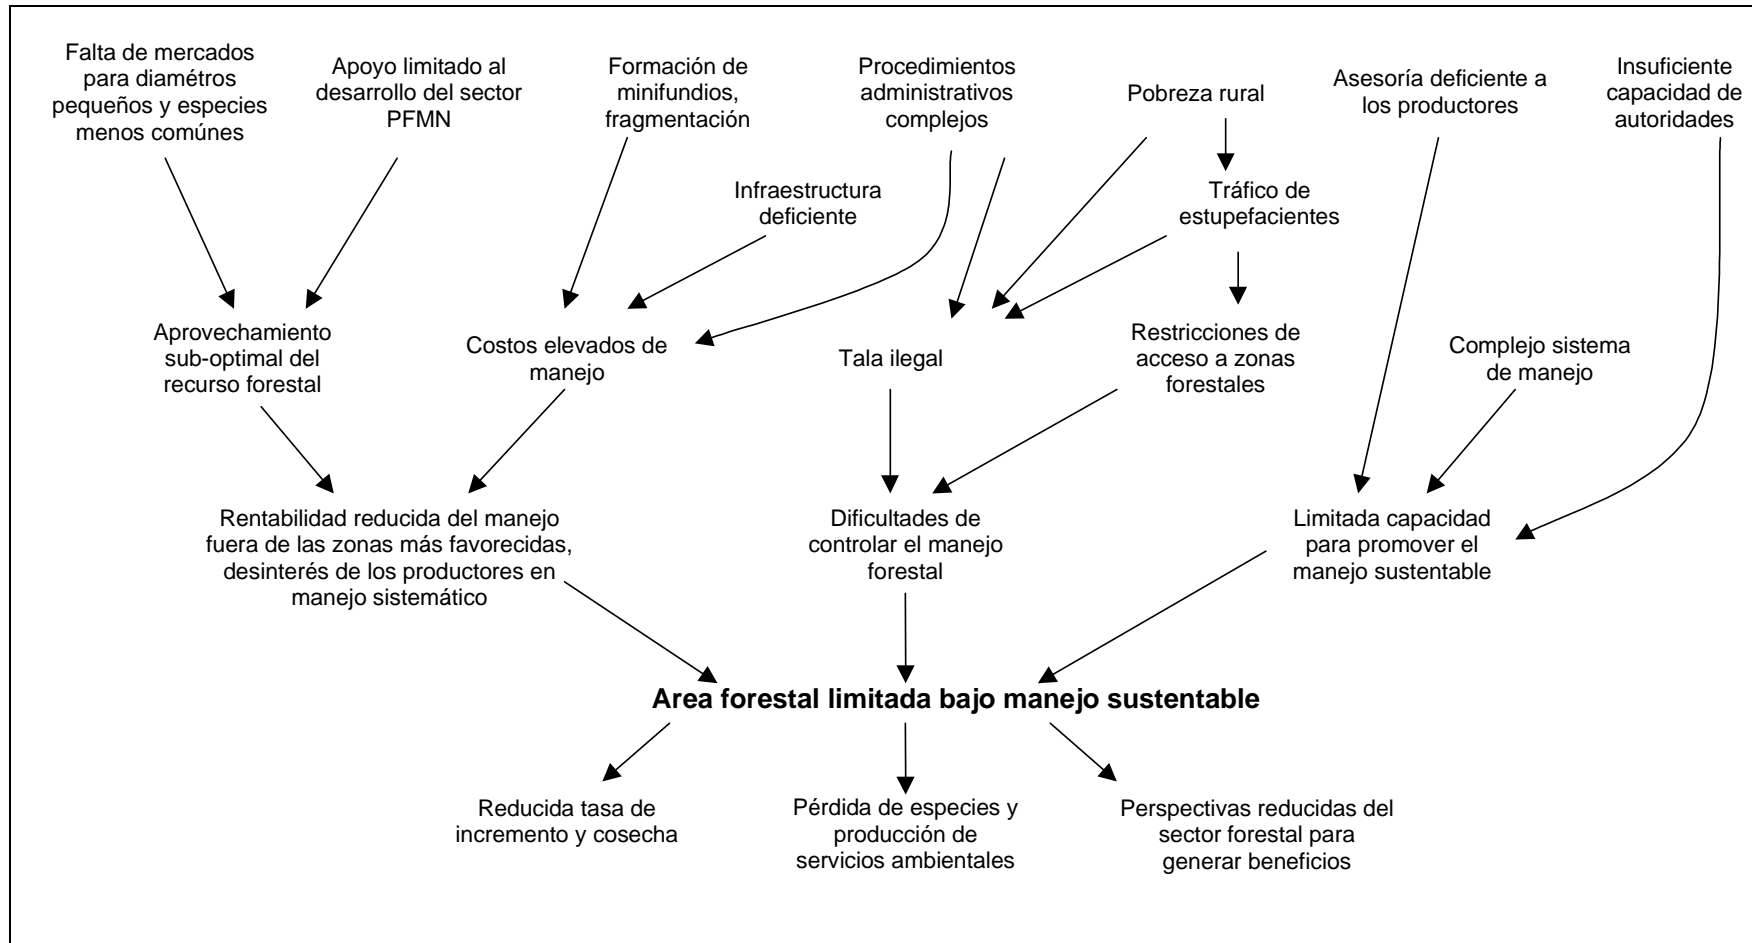 Falta de mercados
para diamétros
pequeños y especies
menos comúnes
Apoyo limitado al
desarrollo del sector
PFMN
Formación de
minifundios,
fragmentación
Procedimientos
administrativos
complejos
Pobreza rural
Asesoría deficiente a
los productores
Insuficiente
capacidad de
autoridades
Infraestructura
deficiente
Tráfico de
estupefacientes
Aprovechamiento
sub-optimal del
recurso forestal
Costos elevados de
manejo
Tala ilegal
Restricciones de
acceso a zonas
forestales
Complejo sistema
de manejo
Rentabilidad reducida del manejo
fuera de las zonas más favorecidas,
desinterés de los productores en
manejo sistemático
Dificultades de
controlar el manejo
forestal
Limitada capacidad
para promover el
manejo sustentable
Area forestal limitada bajo manejo sustentable
Reducida tasa de
incremento y cosecha
Pérdida de especies y
producción de
servicios ambientales
Perspectivas reducidas del
sector forestal para
generar beneficios